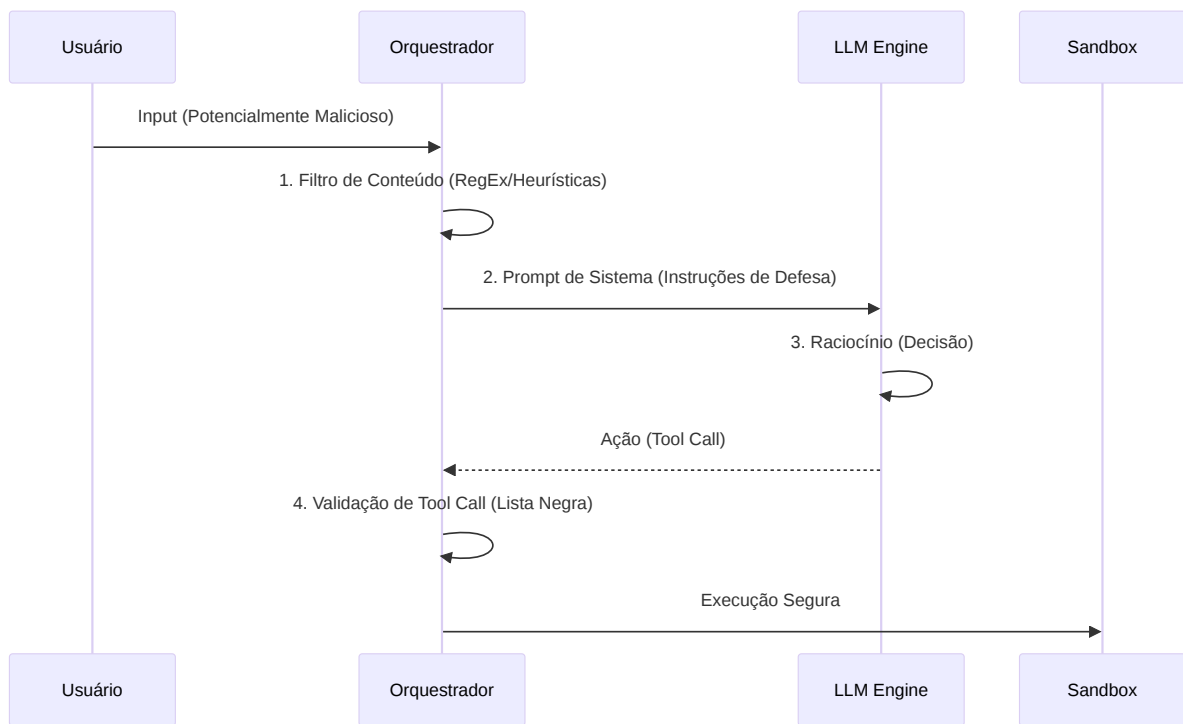 Usuário
Orquestrador
LLM Engine
Sandbox
Input (Potencialmente Malicioso)
1. Filtro de Conteúdo (RegEx/Heurísticas)
2. Prompt de Sistema (Instruções de Defesa)
3. Raciocínio (Decisão)
Ação (Tool Call)
4. Validação de Tool Call (Lista Negra)
Execução Segura
Usuário
Orquestrador
LLM Engine
Sandbox